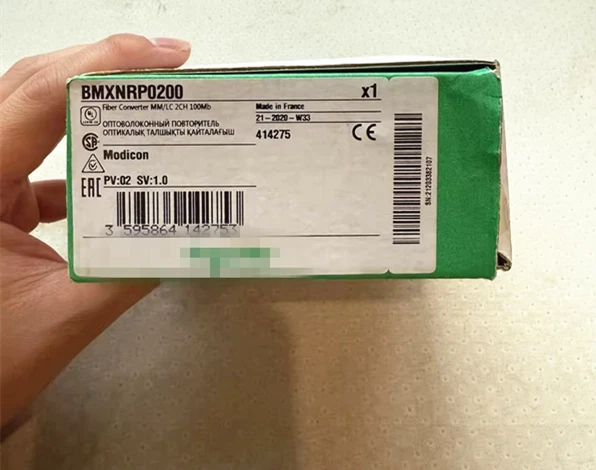 BMXNRP0200 x1
Fiber Converter MM/LC 2CH 100Mb
Made in France
21-2020-W33
ОПТОВОЛОКОННЫЙ ПОВТОРИТЕЛЬ
ОПТИКАЛЫҚ ТАЛШЫҚТЫ ҚАЙТАЛАҒЫШ
414275
CE
Modicon
EAC
PV:02 SV:1.0
3 595864 142753
SN:21203382107